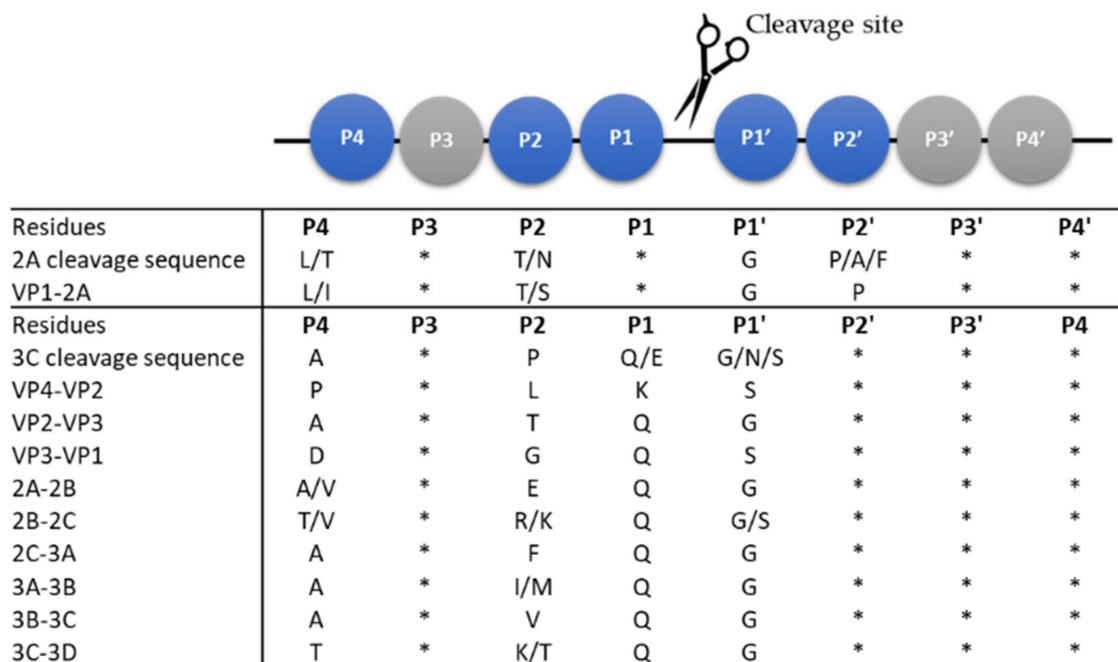 Cleavage site
P4 P3 P2 P1 P1’ P2’ P3’ P4’
Residues P4 P3 P2 P1 P1' P2' P3' P4'
2A cleavage sequence L/T * T/N * G P/A/F * *
VP1-2A L/I * T/S * G P * *
Residues P4 P3 P2 P1 P1' P2' P3' P4
3C cleavage sequence A * P Q/E G/N/S * * *
VP4-VP2 P * L K S * * *
VP2-VP3 A * T Q G * * *
VP3-VP1 D * G Q S * * *
2A-2B A/V * E Q G * * *
2B-2C T/V * R/K Q G/S * * *
2C-3A A * F Q G * * *
3A-3B A * I/M Q G * * *
3B-3C A * V Q G * * *
3C-3D T * K/T Q G * * *